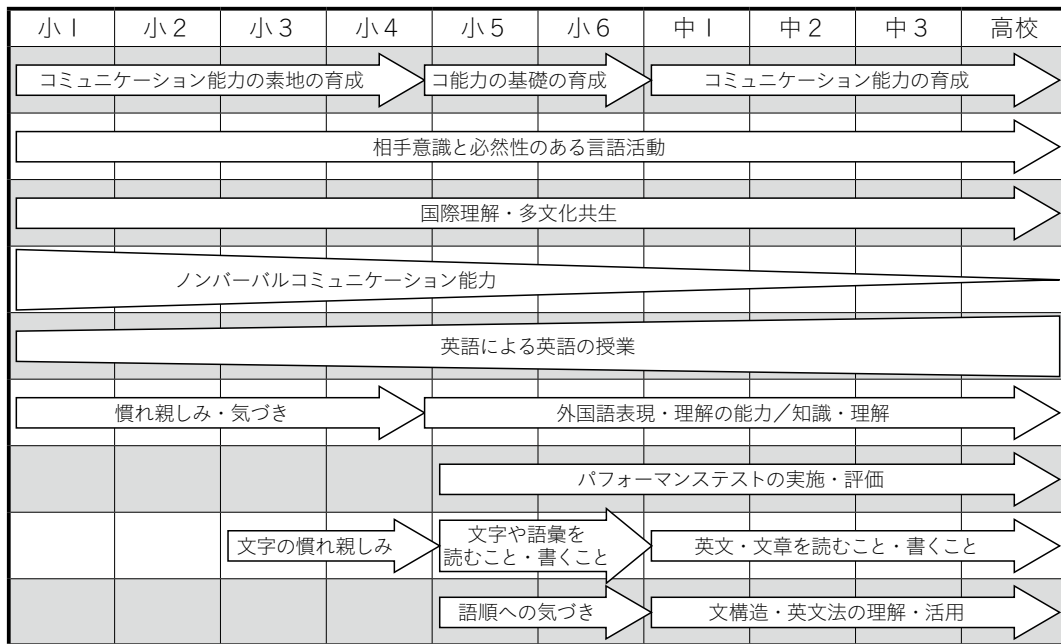 小1 小2 小3 小4 小5 小6 中1 中2 中3 高校
コミュニケーション能力の素地の育成 コ能力の基礎の育成 コミュニケーション能力の育成
相手意識と必然性のある言語活動
国際理解・多文化共生
ノンバーバルコミュニケーション能力
英語による英語の授業
慣れ親しみ・気づき 外国語表現・理解の能力／知識・理解
パフォーマンステストの実施・評価
文字の慣れ親しみ
文字や語彙を
読むこと・書くこと
英文・文章を読むこと・書くこと
語順への気づき 文構造・英文法の理解・活用